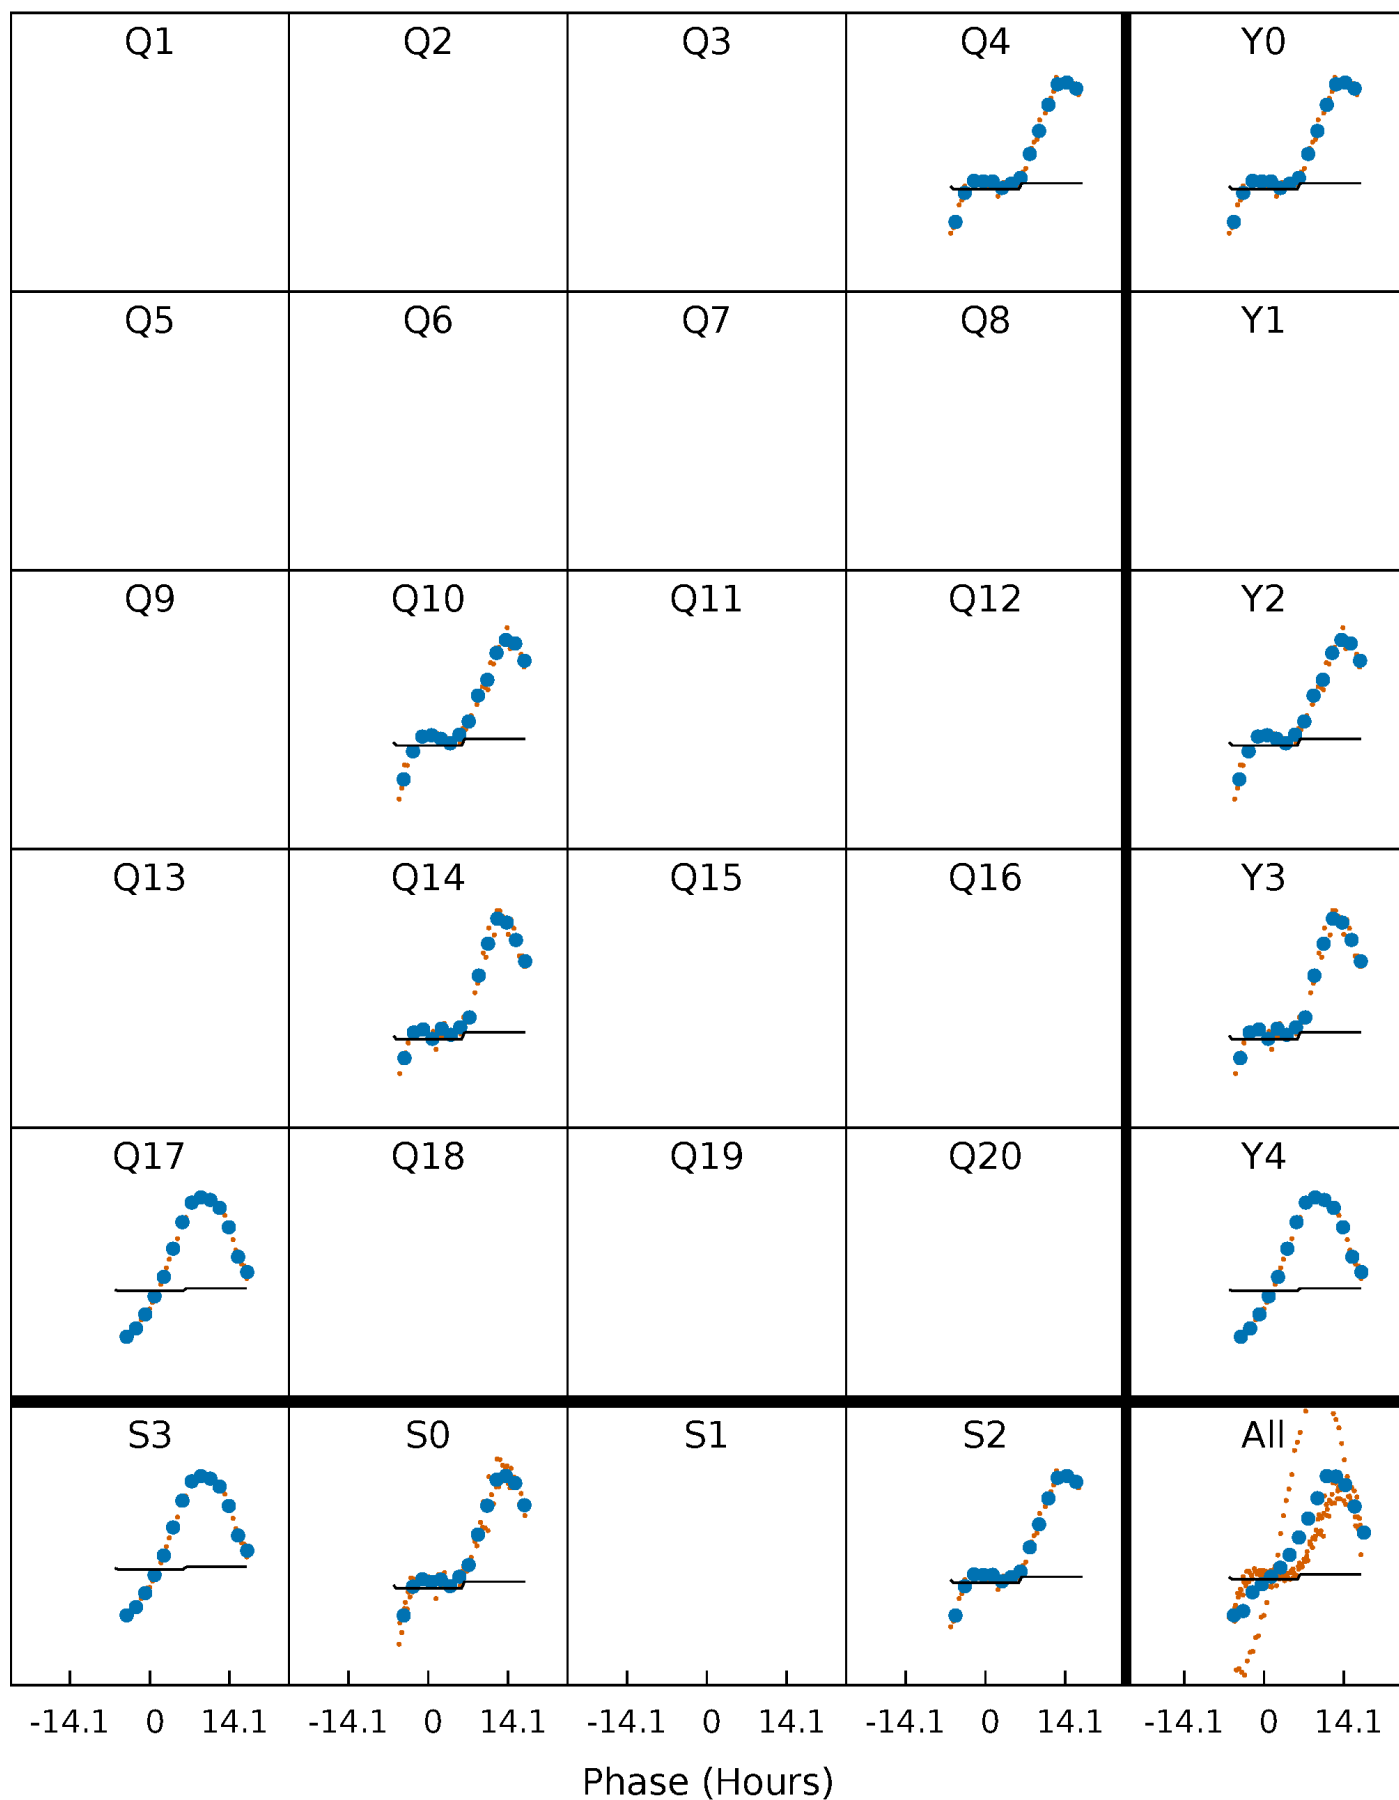 Q1 Q2 Q3 Q4 Y0
Q5 Q6 Q7 Q8 Y1
Q9 Q10 Q11 Q12 Y2
Q13 Q14 Q15 Q16 Y3
Q17 Q18 Q19 Q20 Y4
S3 S0 S1 S2 All
-14.1 0 14.1 -14.1 0 14.1 -14.1 0 14.1 -14.1 0 14.1 -14.1 0 14.1
Phase (Hours)